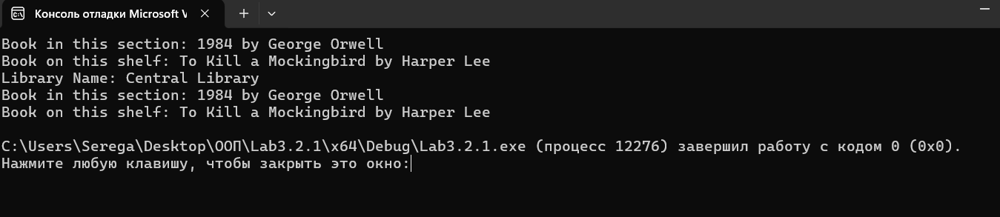 Консоль отладки Microsoft V
Book in this section: 1984 by George Orwell
Book on this shelf: To Kill a Mockingbird by Harper Lee
Library Name: Central Library
Book in this section: 1984 by George Orwell
Book on this shelf: To Kill a Mockingbird by Harper Lee
C:\Users\Serega\Desktop\ООП\Lab3.2.1\x64\Debug\Lab3.2.1.exe (процесс 12276) завершил работу с кодом 0 (0x0).
Нажмите любую клавишу, чтобы закрыть это окно: